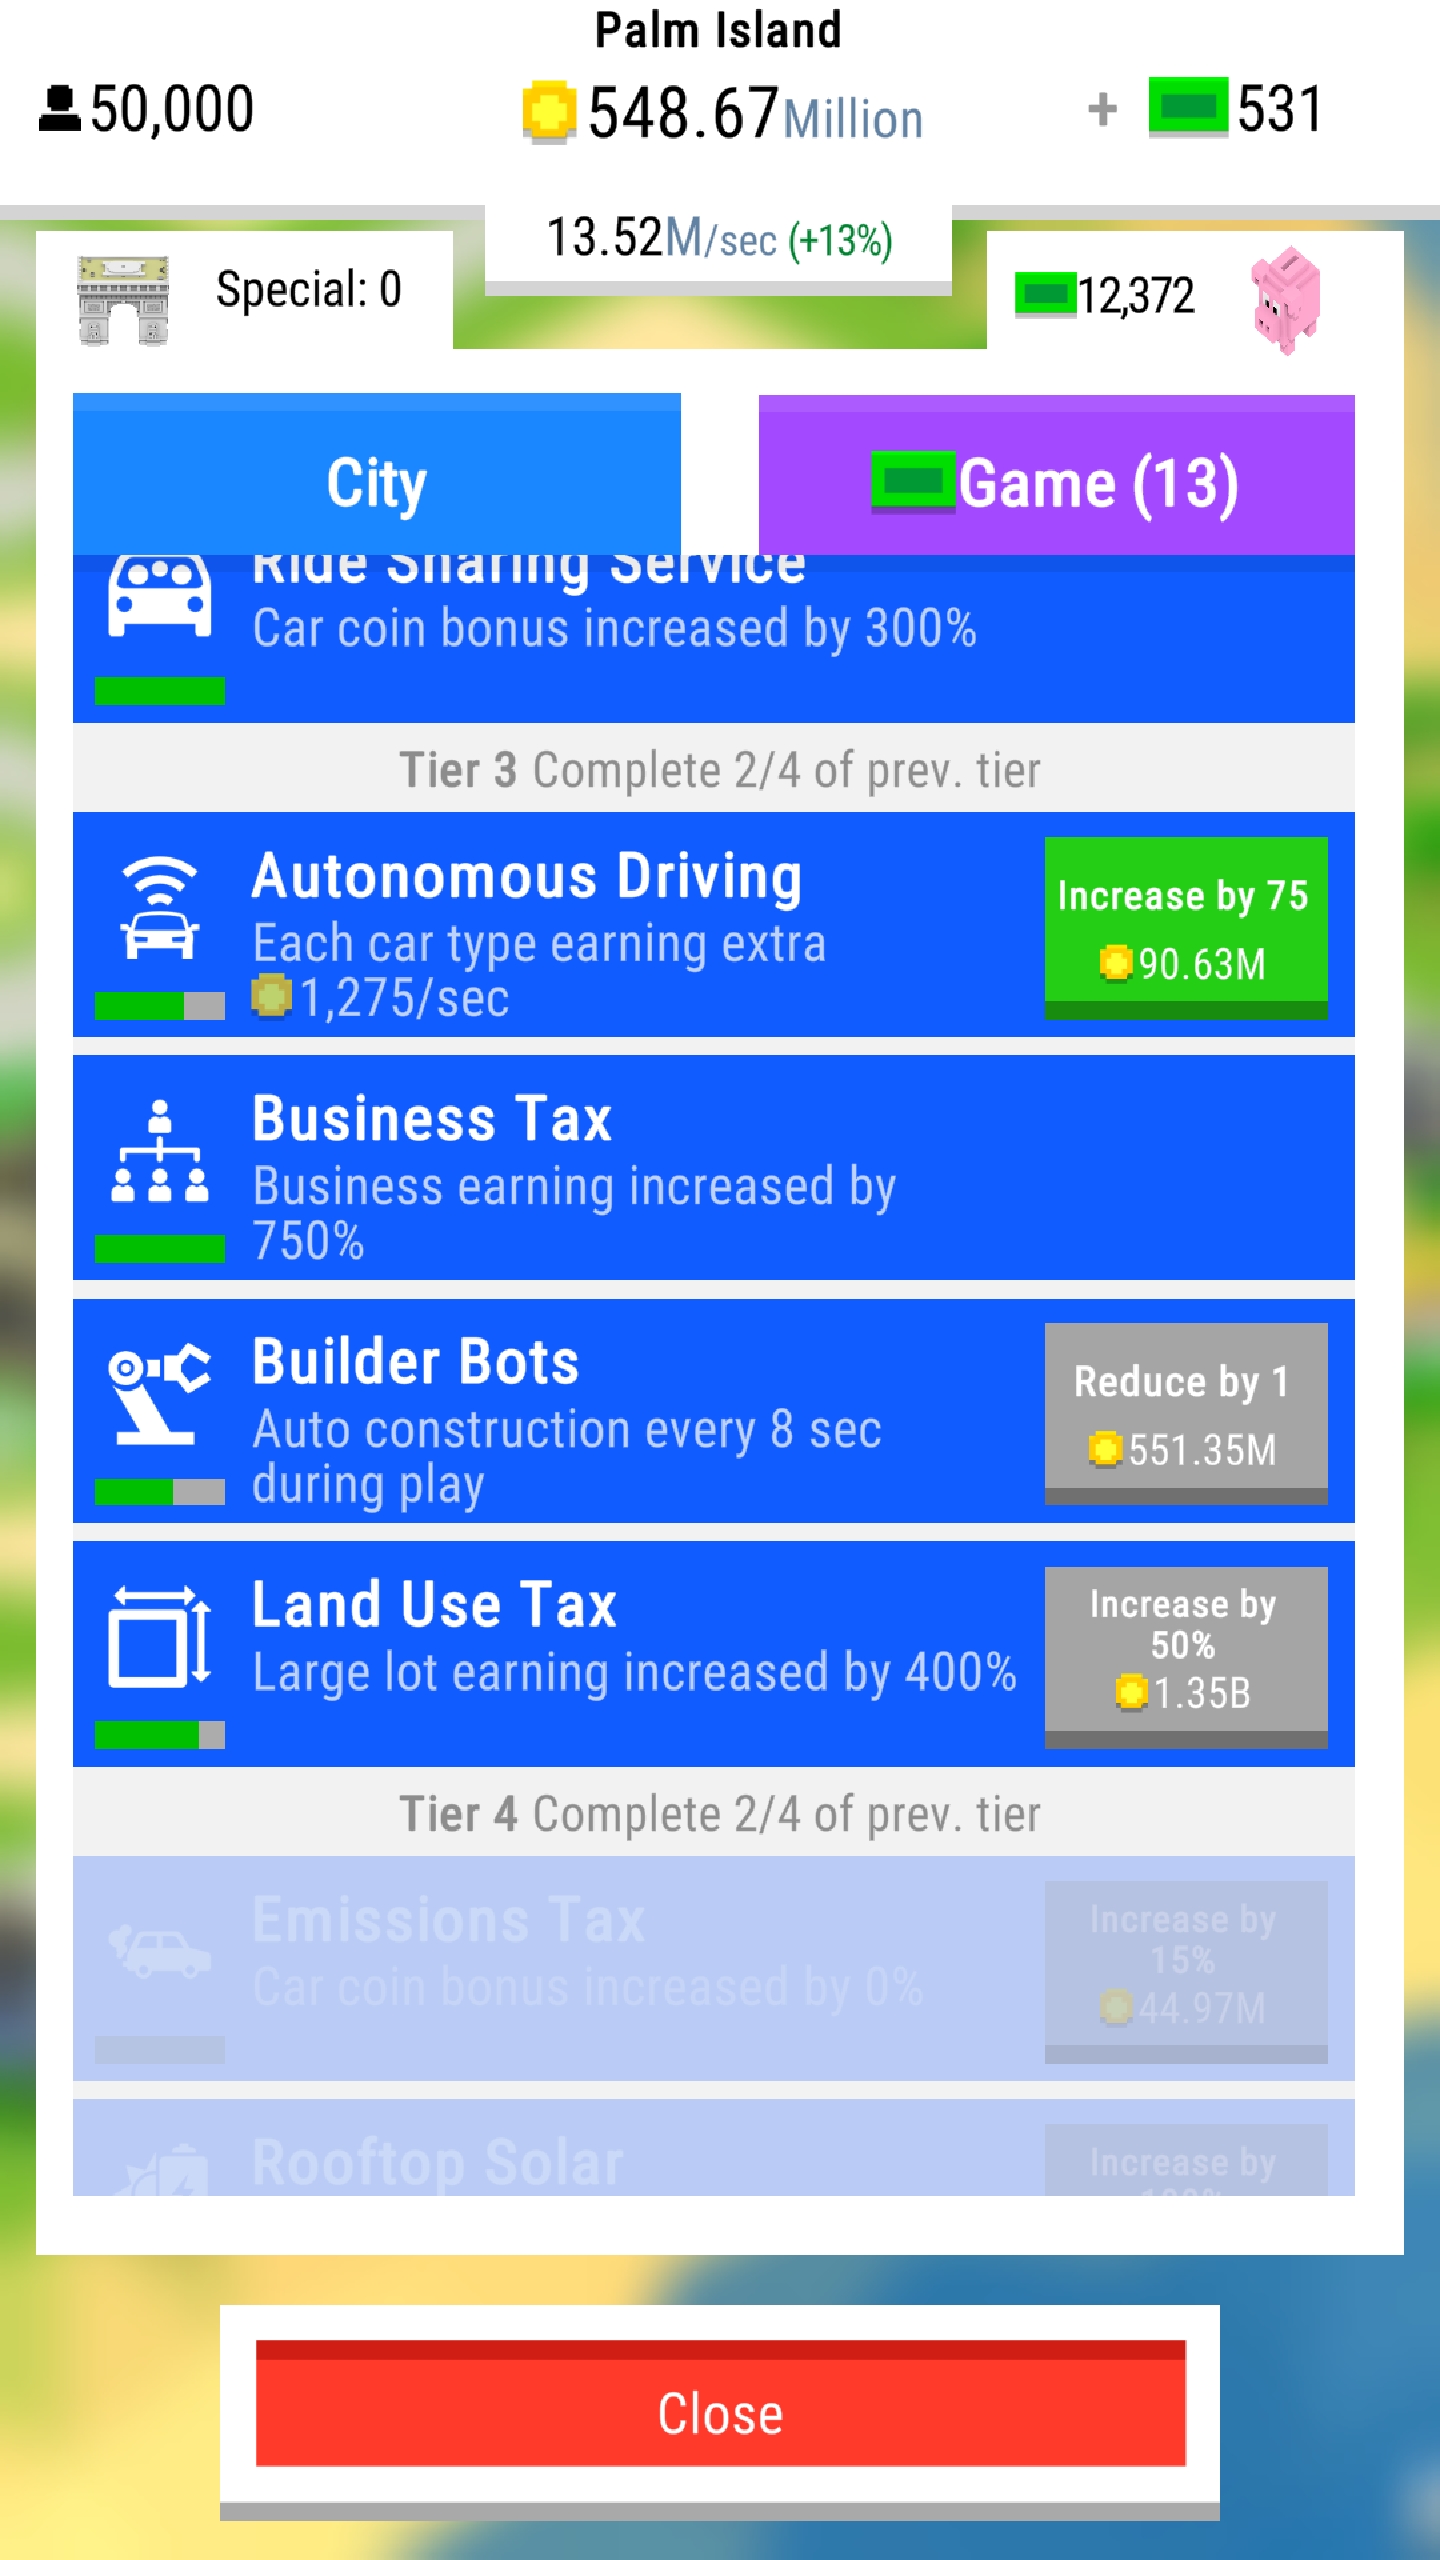 Palm Island
50,000
548.67Million
+ 531
13.52M/sec (+13%)
Special: 0
12,372
City
Game (13)
Ride Sharing Service
Car coin bonus increased by 300%
Tier 3 Complete 2/4 of prev. tier
Autonomous Driving
Each car type earning extra
1,275/sec
Increase by 75
90.63M
Business Tax
Business earning increased by
750%
Builder Bots
Auto construction every 8 sec
during play
Reduce by 1
551.35M
Land Use Tax
Large lot earning increased by 400%
Increase by
50%
1.35B
Tier 4 Complete 2/4 of prev. tier
Emissions Tax
Car coin bonus increased by 0%
Increase by
15%
44.97M
Rooftop Solar
Increase by
Close